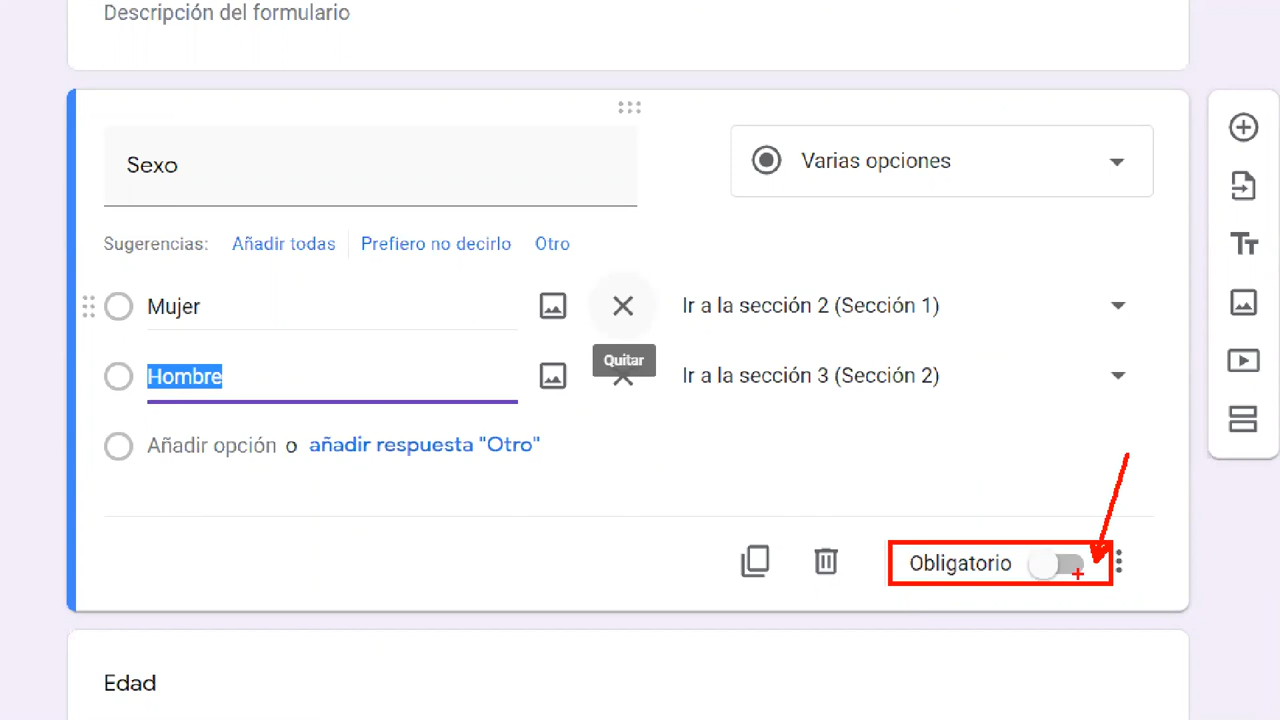 Descripción del formulario
Sexo
Varias opciones
Sugerencias: Añadir todas Prefiero no decirlo Otro
Mujer
Ir a la sección 2 (Sección 1)
Quitar
Hombre
Ir a la sección 3 (Sección 2)
Añadir opción o añadir respuesta "Otro"
Obligatorio
Edad